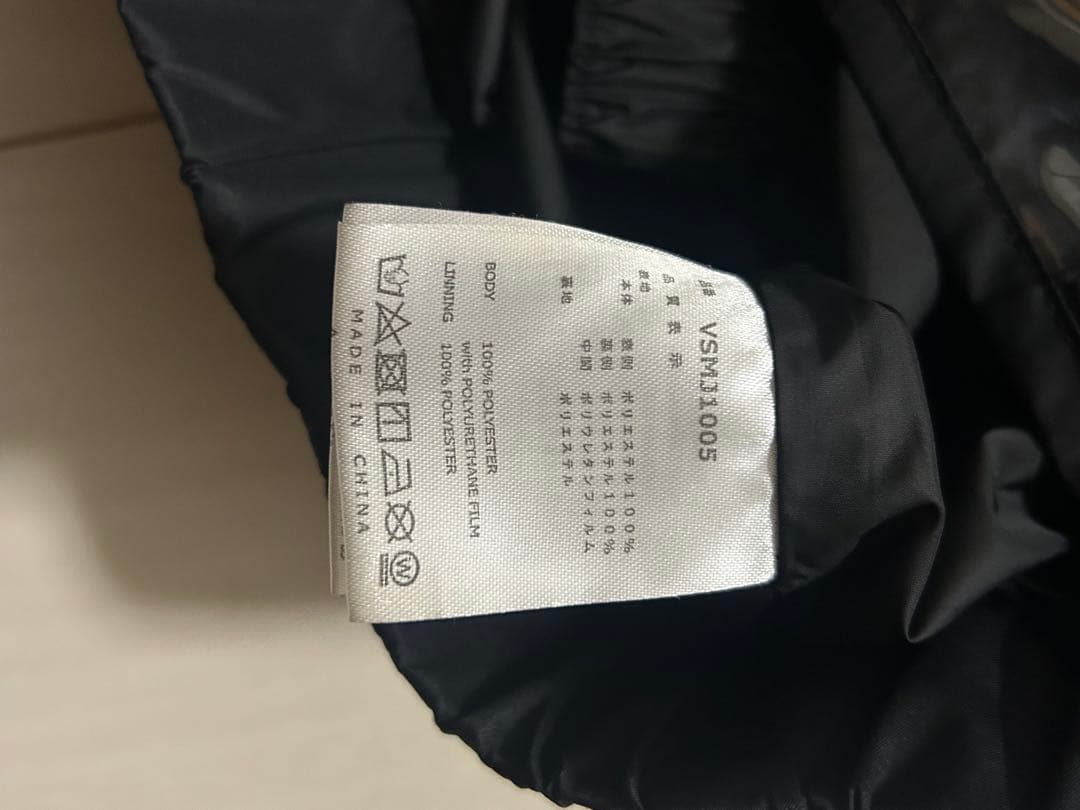 品番 VSMJ1005
品質表示
表地
本体 表側 ポリエステル100%
裏側 ポリエステル100%
中間 ポリウレタンフィルム
裏地 ポリエステル
BODY 100% POLYESTER
with POLYURETHANE FILM
LINNING 100% POLYESTER
W
MADE IN CHINA